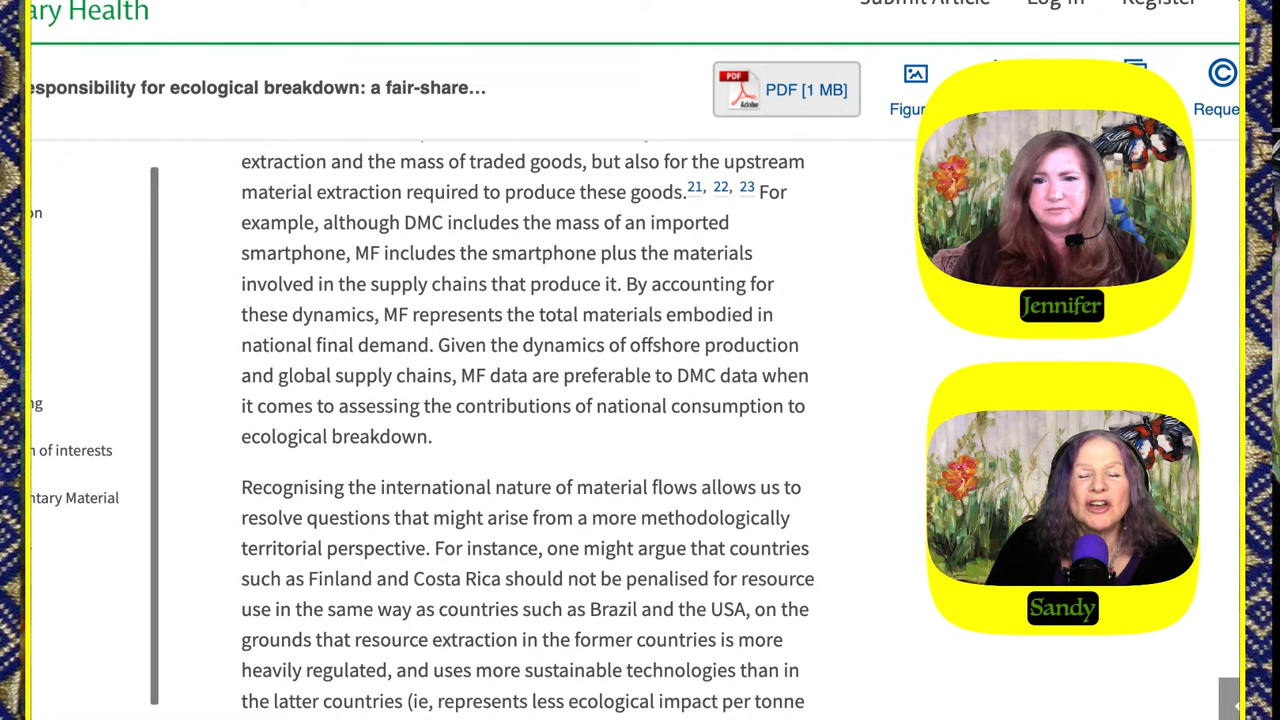 ary Health
Submit Article Log in Register
esponsibility for ecological breakdown: a fair-share…
PDF
Adobe
PDF [1 MB]
Figur
Reque
extraction and the mass of traded goods, but also for the upstream
material extraction required to produce these goods.21, 22, 23 For
example, although DMC includes the mass of an imported
smartphone, MF includes the smartphone plus the materials
involved in the supply chains that produce it. By accounting for
these dynamics, MF represents the total materials embodied in
national final demand. Given the dynamics of offshore production
and global supply chains, MF data are preferable to DMC data when
it comes to assessing the contributions of national consumption to
ecological breakdown.
Recognising the international nature of material flows allows us to
resolve questions that might arise from a more methodologically
territorial perspective. For instance, one might argue that countries
such as Finland and Costa Rica should not be penalised for resource
use in the same way as countries such as Brazil and the USA, on the
grounds that resource extraction in the former countries is more
heavily regulated, and uses more sustainable technologies than in
the latter countries (ie, represents less ecological impact per tonne
on
ng
n of interests
ntary Material
Jennifer
Sandy